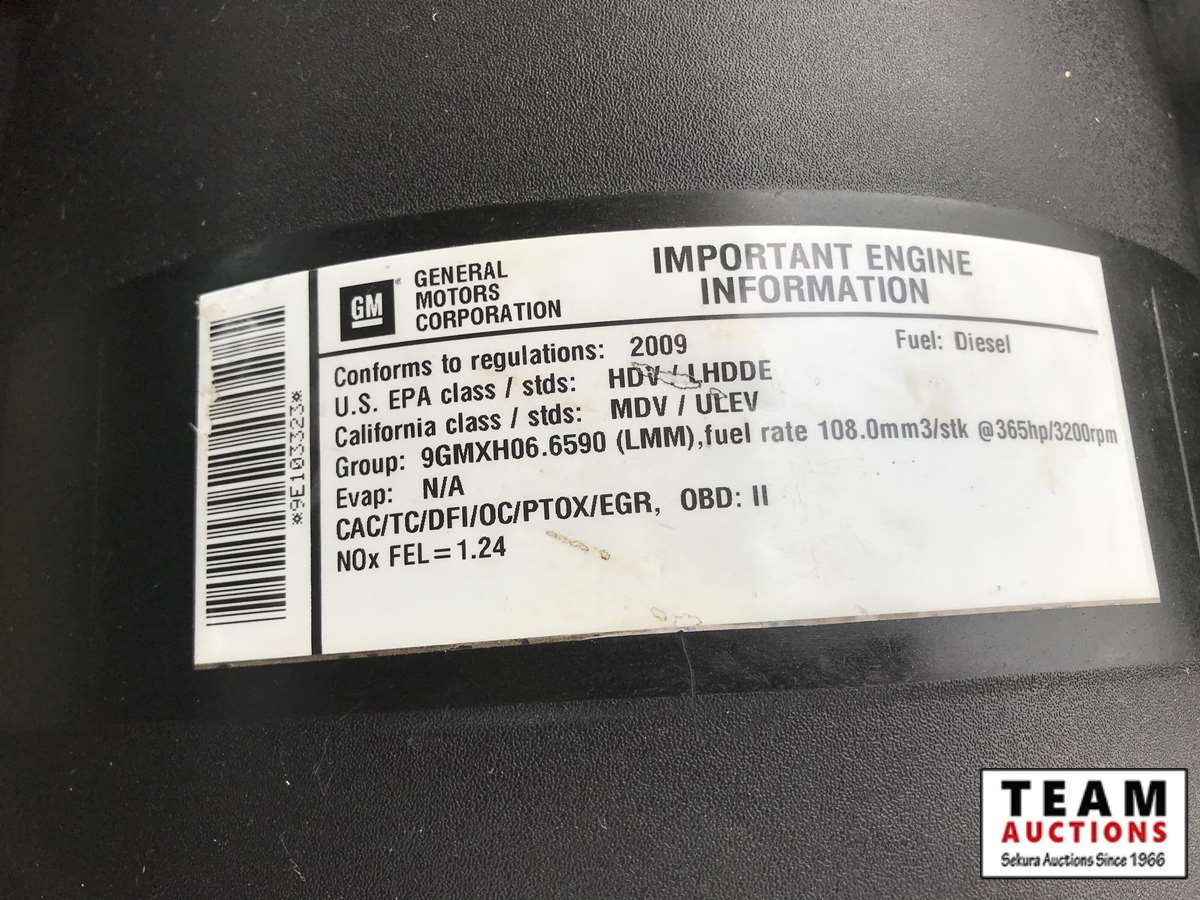 *9E103323*
GM
GENERAL
MOTORS
CORPORATION
IMPORTANT ENGINE
INFORMATION
Conforms to regulations: 2009 Fuel: Diesel
U.S. EPA class / stds: HDV / LHDDE
California class / stds: MDV / ULEV
Group: 9GMXH06.6590 (LMM),fuel rate 108.0mm3/stk @365hp/3200rpm
Evap: N/A
CAC/TC/DFI/OC/PTOX/EGR, OBD: II
NOx FEL=1.24
TEAM
AUCTIONS
Sekura Auctions Since 1966